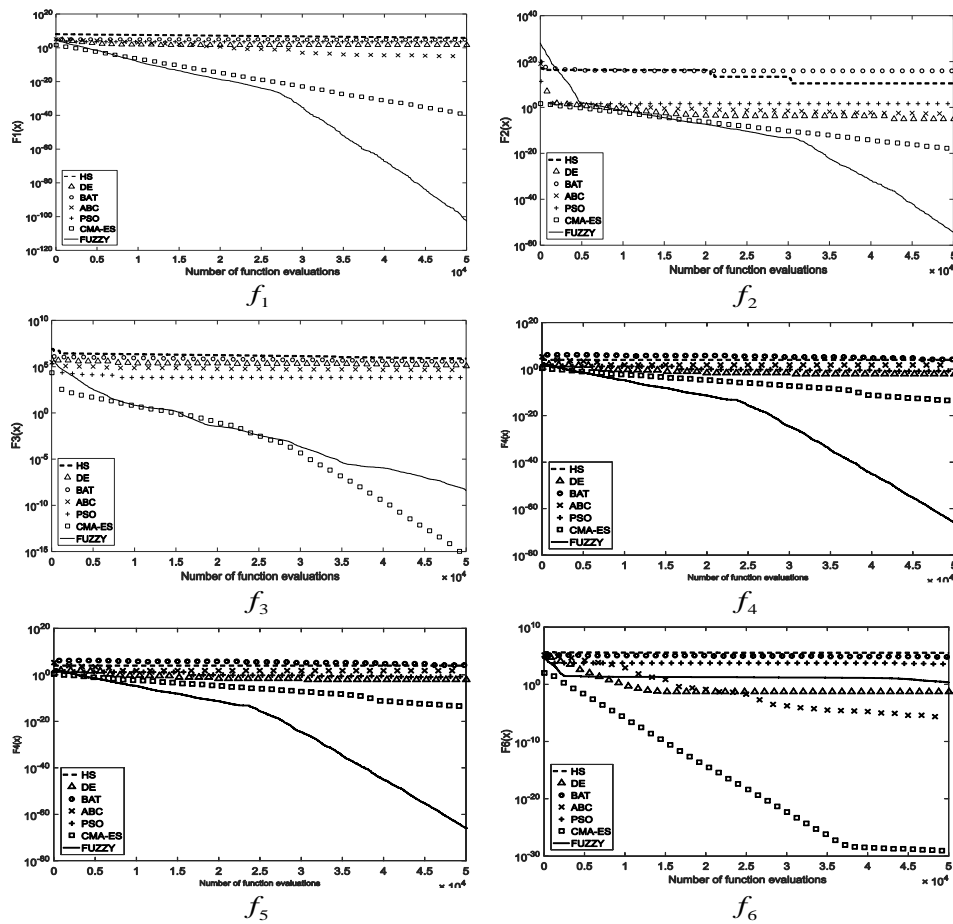 10^20
10^0
10^-20
10^-40
10^-60
10^-80
10^-100
10^-120
F1(x)
HS
DE
BAT
ABC
PSO
CMA-ES
FUZZY
0 0.5 1 1.5 2 2.5 3 3.5 4 4.5 5
× 10^4
Number of function evaluations
f1
10^40
10^20
10^0
10^-20
10^-40
10^-60
F2(x)
HS
DE
BAT
ABC
PSO
CMA-ES
FUZZY
0 0.5 1 1.5 2 2.5 3 3.5 4 4.5 5
× 10^4
Number of function evaluations
f2
10^10
10^5
10^0
10^-5
10^-10
10^-15
F3(x)
HS
DE
BAT
ABC
PSO
CMA-ES
FUZZY
0 0.5 1 1.5 2 2.5 3 3.5 4 4.5 5
× 10^4
Number of function evaluations
f3
10^20
10^0
10^-20
10^-40
10^-60
10^-80
F4(x)
HS
DE
BAT
ABC
PSO
CMA-ES
FUZZY
0 0.5 1 1.5 2 2.5 3 3.5 4 4.5 5
× 10^4
Number of function evaluations
f4
10^20
10^0
10^-20
10^-40
10^-60
10^-80
F4(x)
HS
DE
BAT
ABC
PSO
CMA-ES
FUZZY
0 0.5 1 1.5 2 2.5 3 3.5 4 4.5 5
× 10^4
Number of function evaluations
f5
10^10
10^0
10^-10
10^-20
10^-30
F6(x)
HS
DE
BAT
ABC
PSO
CMA-ES
FUZZY
0 0.5 1 1.5 2 2.5 3 3.5 4 4.5 5
× 10^4
Number of function evaluations
f6